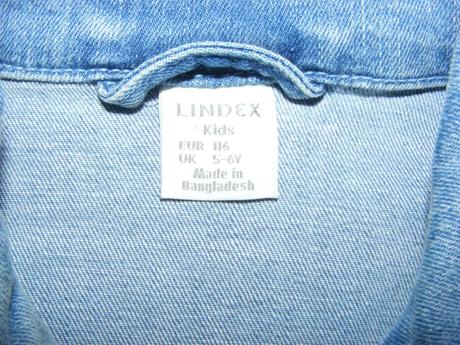 LINDEX
Kids
EUR 116
UK 5-6Y
Made in
Bangladesh